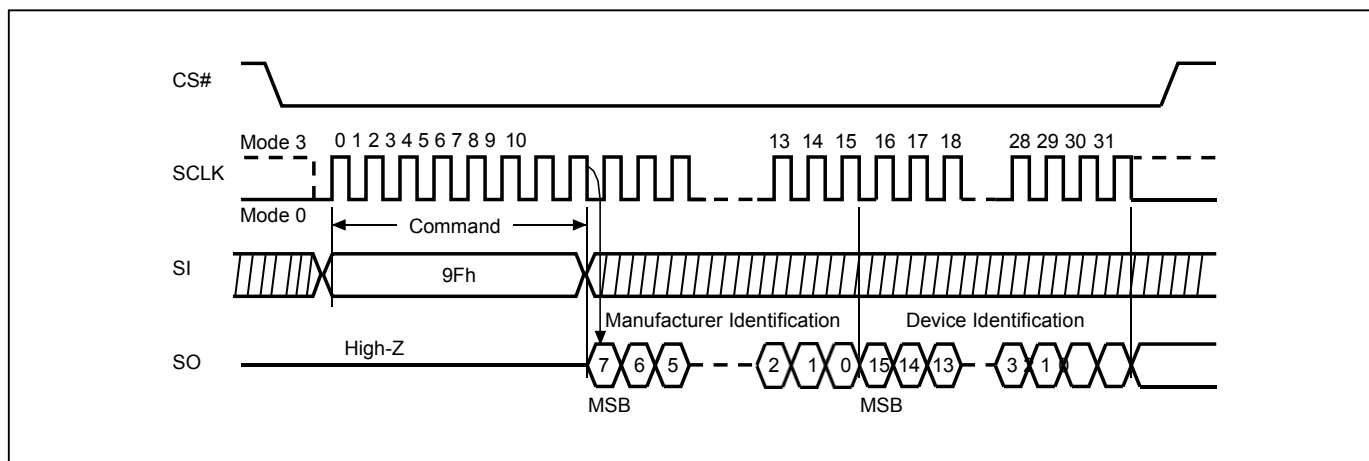 CS#
Mode 3
0 1 2 3 4 5 6 7 8 9 10
13 14 15 16 17 18
28 29 30 31
SCLK
Mode 0
Command
SI
9Fh
Manufacturer Identification
Device Identification
High-Z
SO
7 6 5
2 1 0 15 14 13
3 2 1 0
MSB
MSB